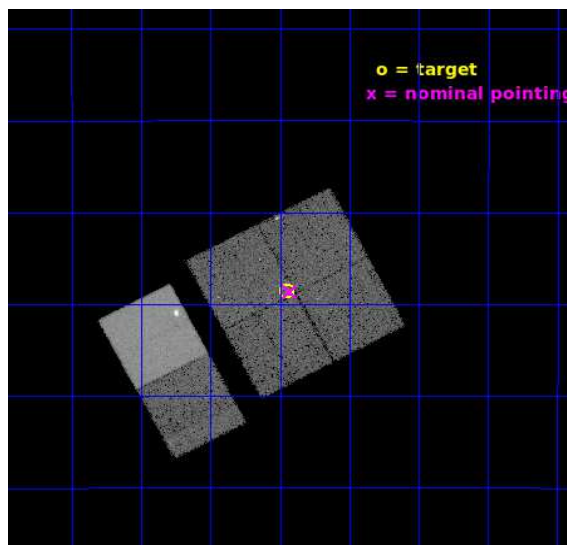 o = target
x = nominal pointing